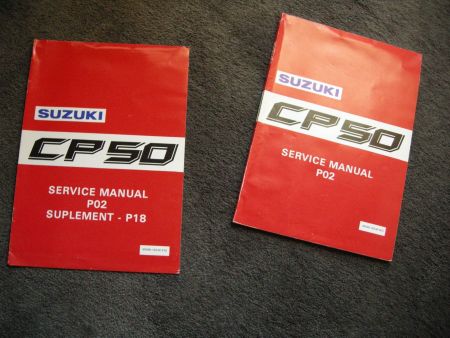 SUZUKI
CP50
SERVICE MANUAL
P02
SUPLEMENT - P18
SUZUKI
CP50
SERVICE MANUAL
P02